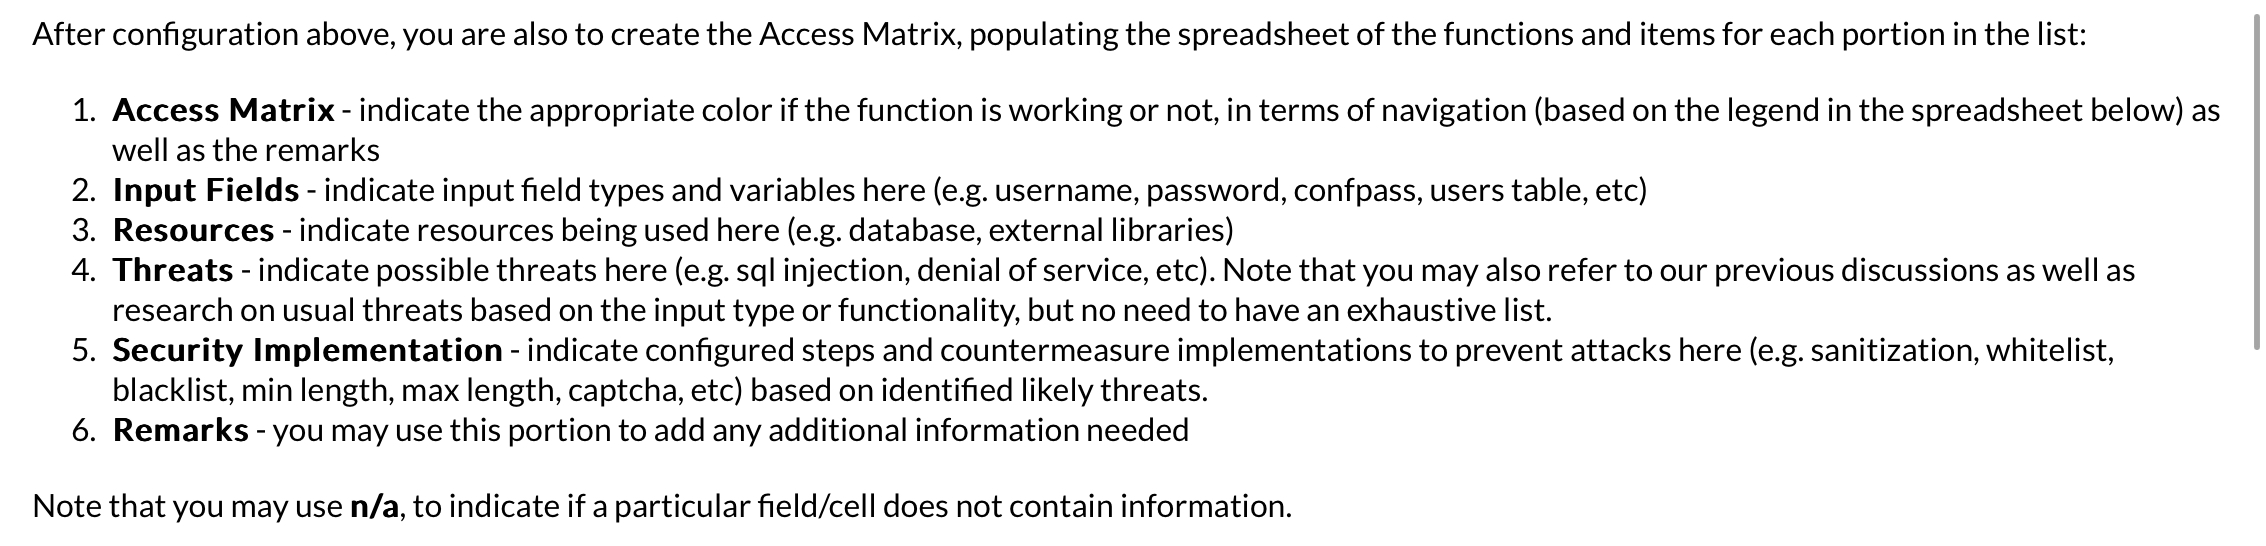 After configuration above, you are also to create the Access Matrix, populating the spreadsheet of the functions and items for each portion in the list:
1. Access Matrix - indicate the appropriate color if the function is working or not, in terms of navigation (based on the legend in the spreadsheet below) as
well as the remarks
2. Input Fields - indicate input field types and variables here (e.g. username, password, confpass, users table, etc)
3. Resources - indicate resources being used here (e.g. database, external libraries)
4. Threats - indicate possible threats here (e.g. sql injection, denial of service, etc). Note that you may also refer to our previous discussions as well as
research on usual threats based on the input type or functionality, but no need to have an exhaustive list.
5. Security Implementation - indicate configured steps and countermeasure implementations to prevent attacks here (e.g. sanitization, whitelist,
blacklist, min length, max length, captcha, etc) based on identified likely threats.
6. Remarks - you may use this portion to add any additional information needed
Note that you may use n/a, to indicate if a particular field/cell does not contain information.